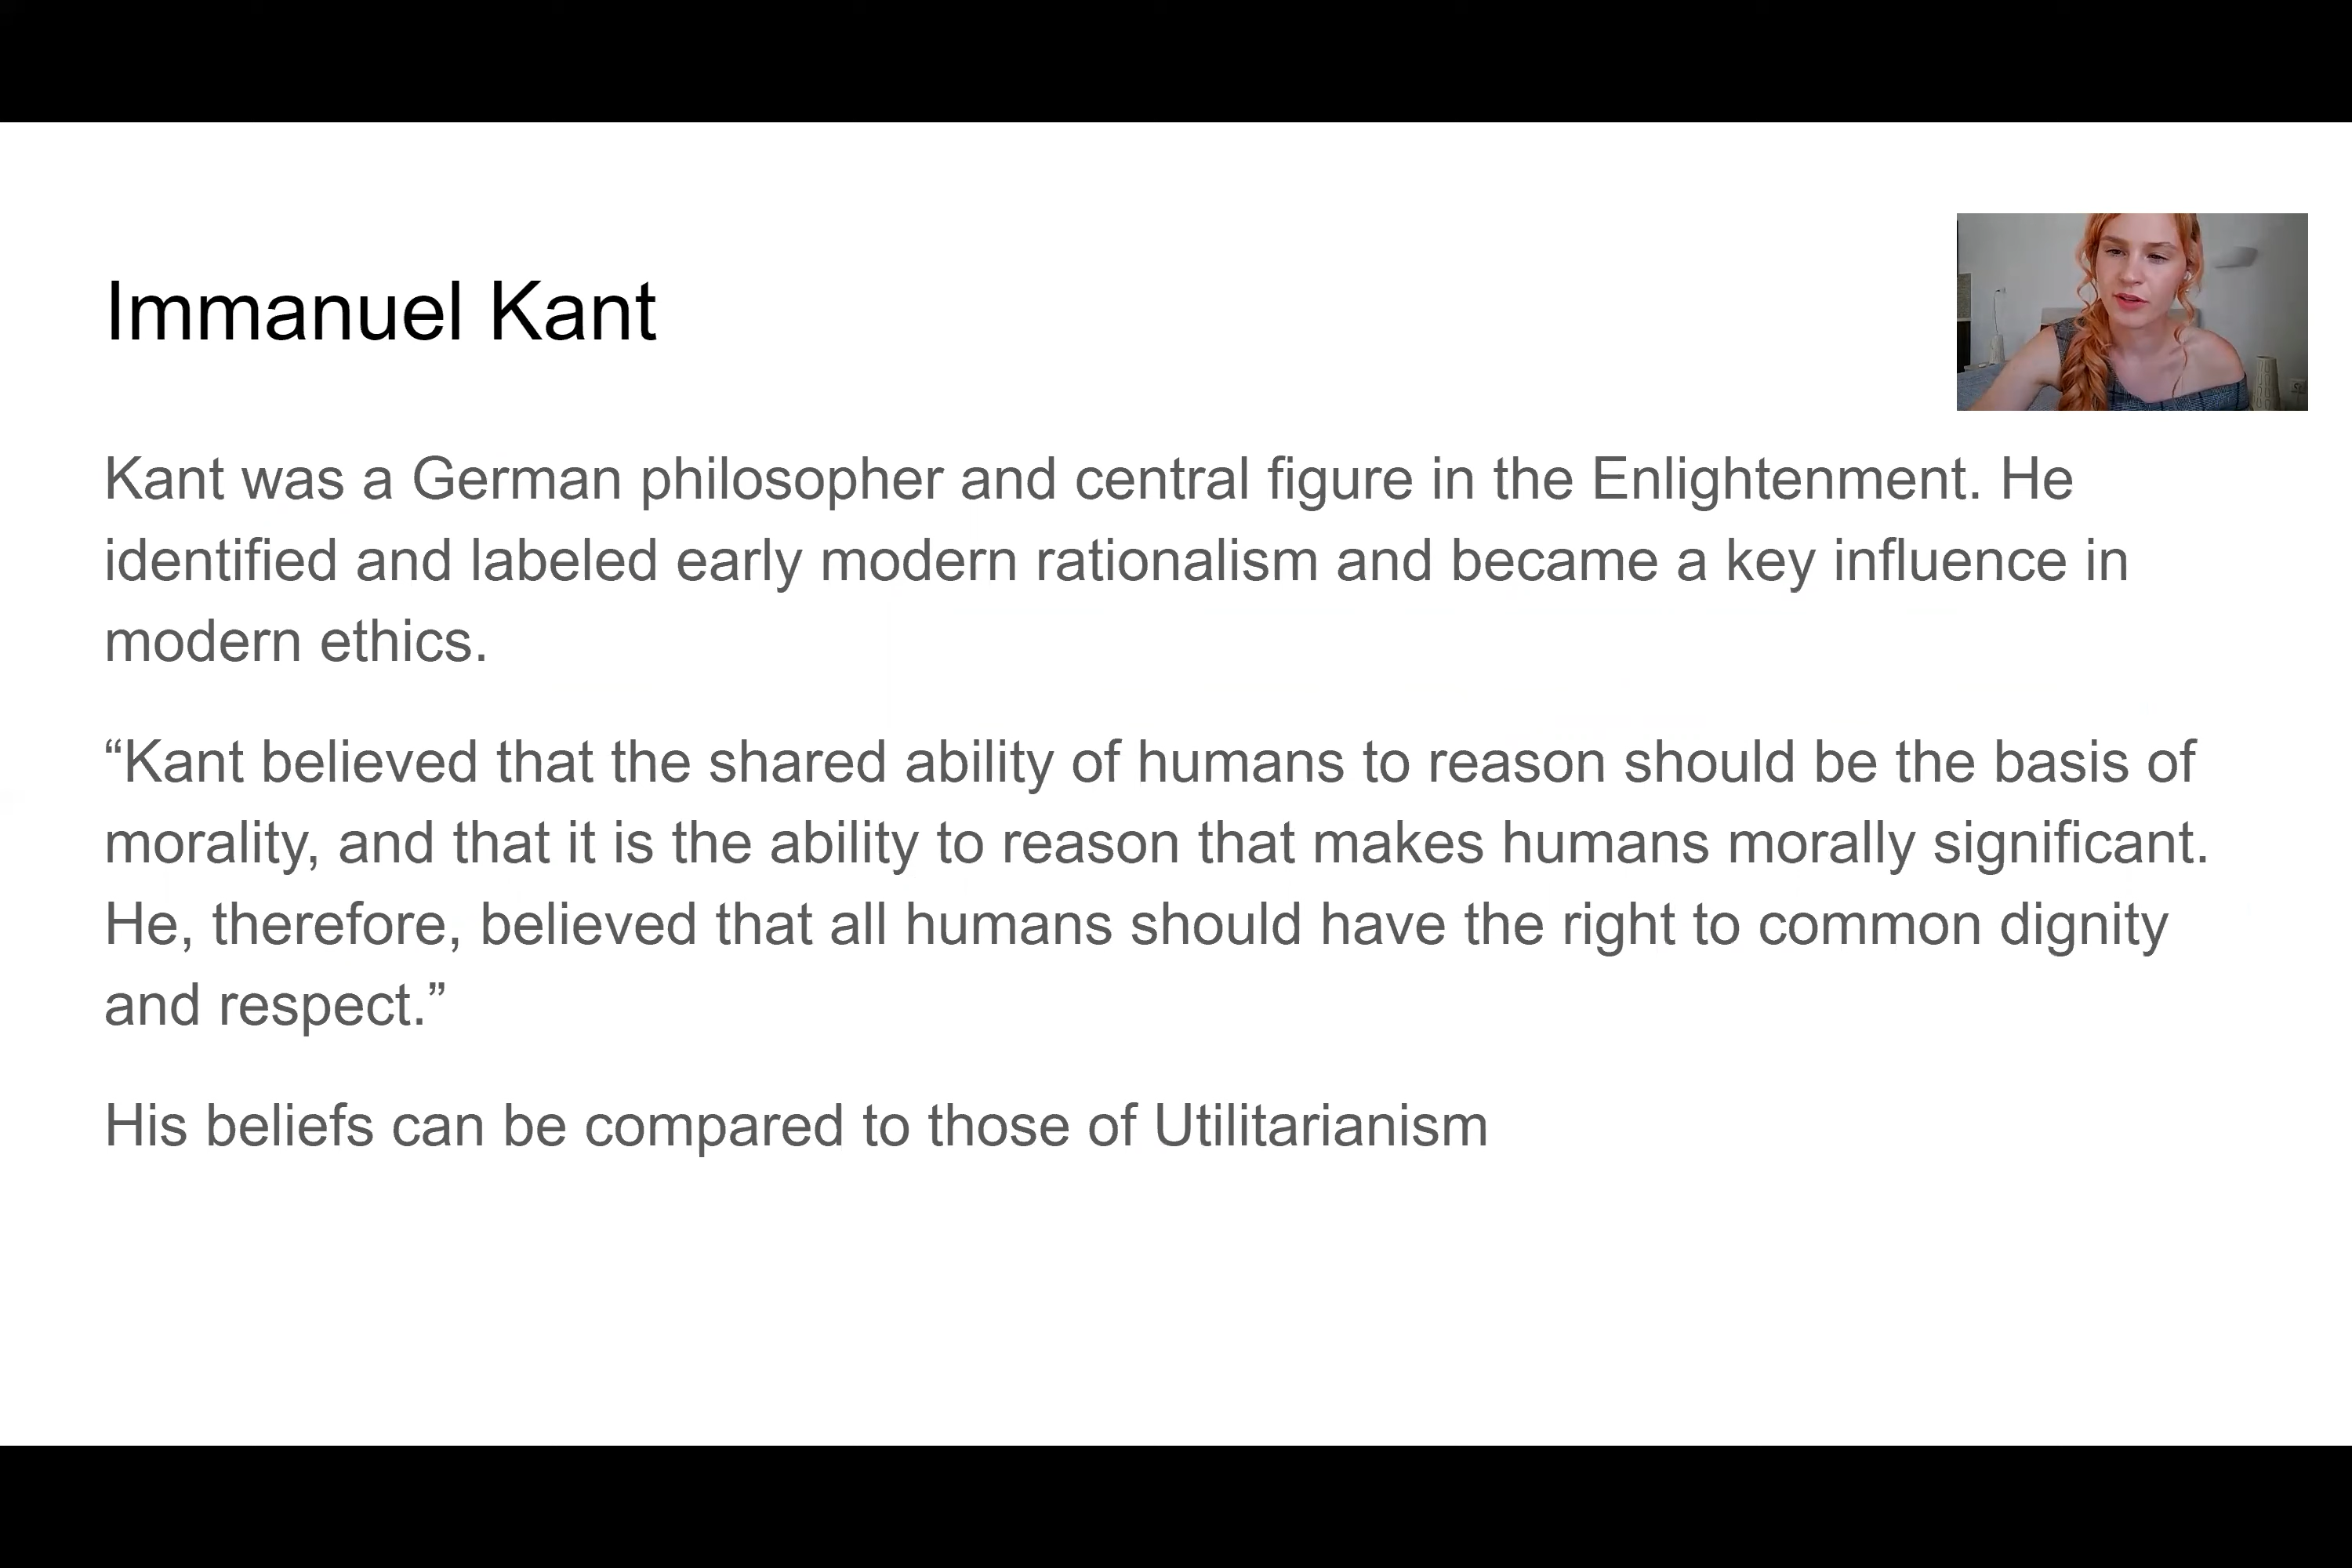 Immanuel Kant
Kant was a German philosopher and central figure in the Enlightenment. He
identified and labeled early modern rationalism and became a key influence in
modern ethics.
“Kant believed that the shared ability of humans to reason should be the basis of
morality, and that it is the ability to reason that makes humans morally significant.
He, therefore, believed that all humans should have the right to common dignity
and respect.”
His beliefs can be compared to those of Utilitarianism